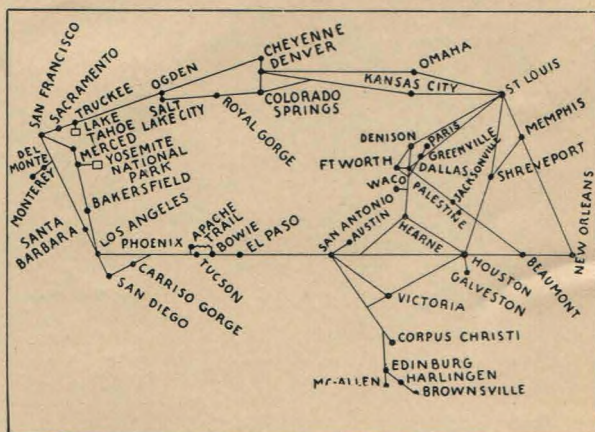 SAN FRANCISCO
SACRAMENTO
TRUCKEE
OGDEN
CHEYENNE
DENVER
OMAHA
KANSAS CITY
ST LOUIS
LAKE
TAHOE
SALT
LAKE CITY
ROYAL GORGE
COLORADO
SPRINGS
DEL
MONTE
MONTEREY
MERCED
YOSEMITE
NATIONAL
PARK
BAKERSFIELD
DENISON
PARIS
GREENVILLE
DALLAS
FT WORTH
WACO
PALESTINE
JACKSONVILLE
MEMPHIS
SHREVEPORT
SANTA
BARBARA
LOS ANGELES
PHOENIX
APACHE
TRAIL
BOWIE
TUCSON
EL PASO
SAN ANTONIO
AUSTIN
HEARNE
HOUSTON
GALVESTON
BEAUMONT
NEW ORLEANS
CARRISO GORGE
SAN DIEGO
VICTORIA
CORPUS CHRISTI
EDINBURG
MC-ALLEN
HARLINGEN
BROWNSVILLE